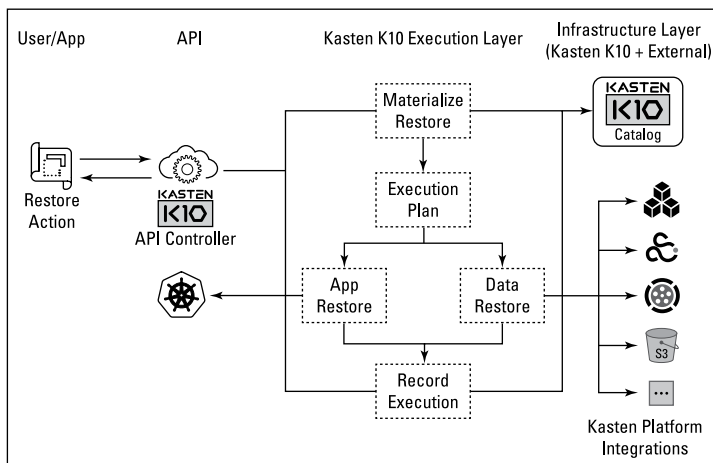 User/App
API
Kasten K10 Execution Layer
Infrastructure Layer
(Kasten K10 + External)
Materialize
Restore
KASTEN
K10
Catalog
Restore
Action
KASTEN
K10
API Controller
Execution
Plan
App
Restore
Data
Restore
S3
Record
Execution
...
Kasten Platform
Integrations